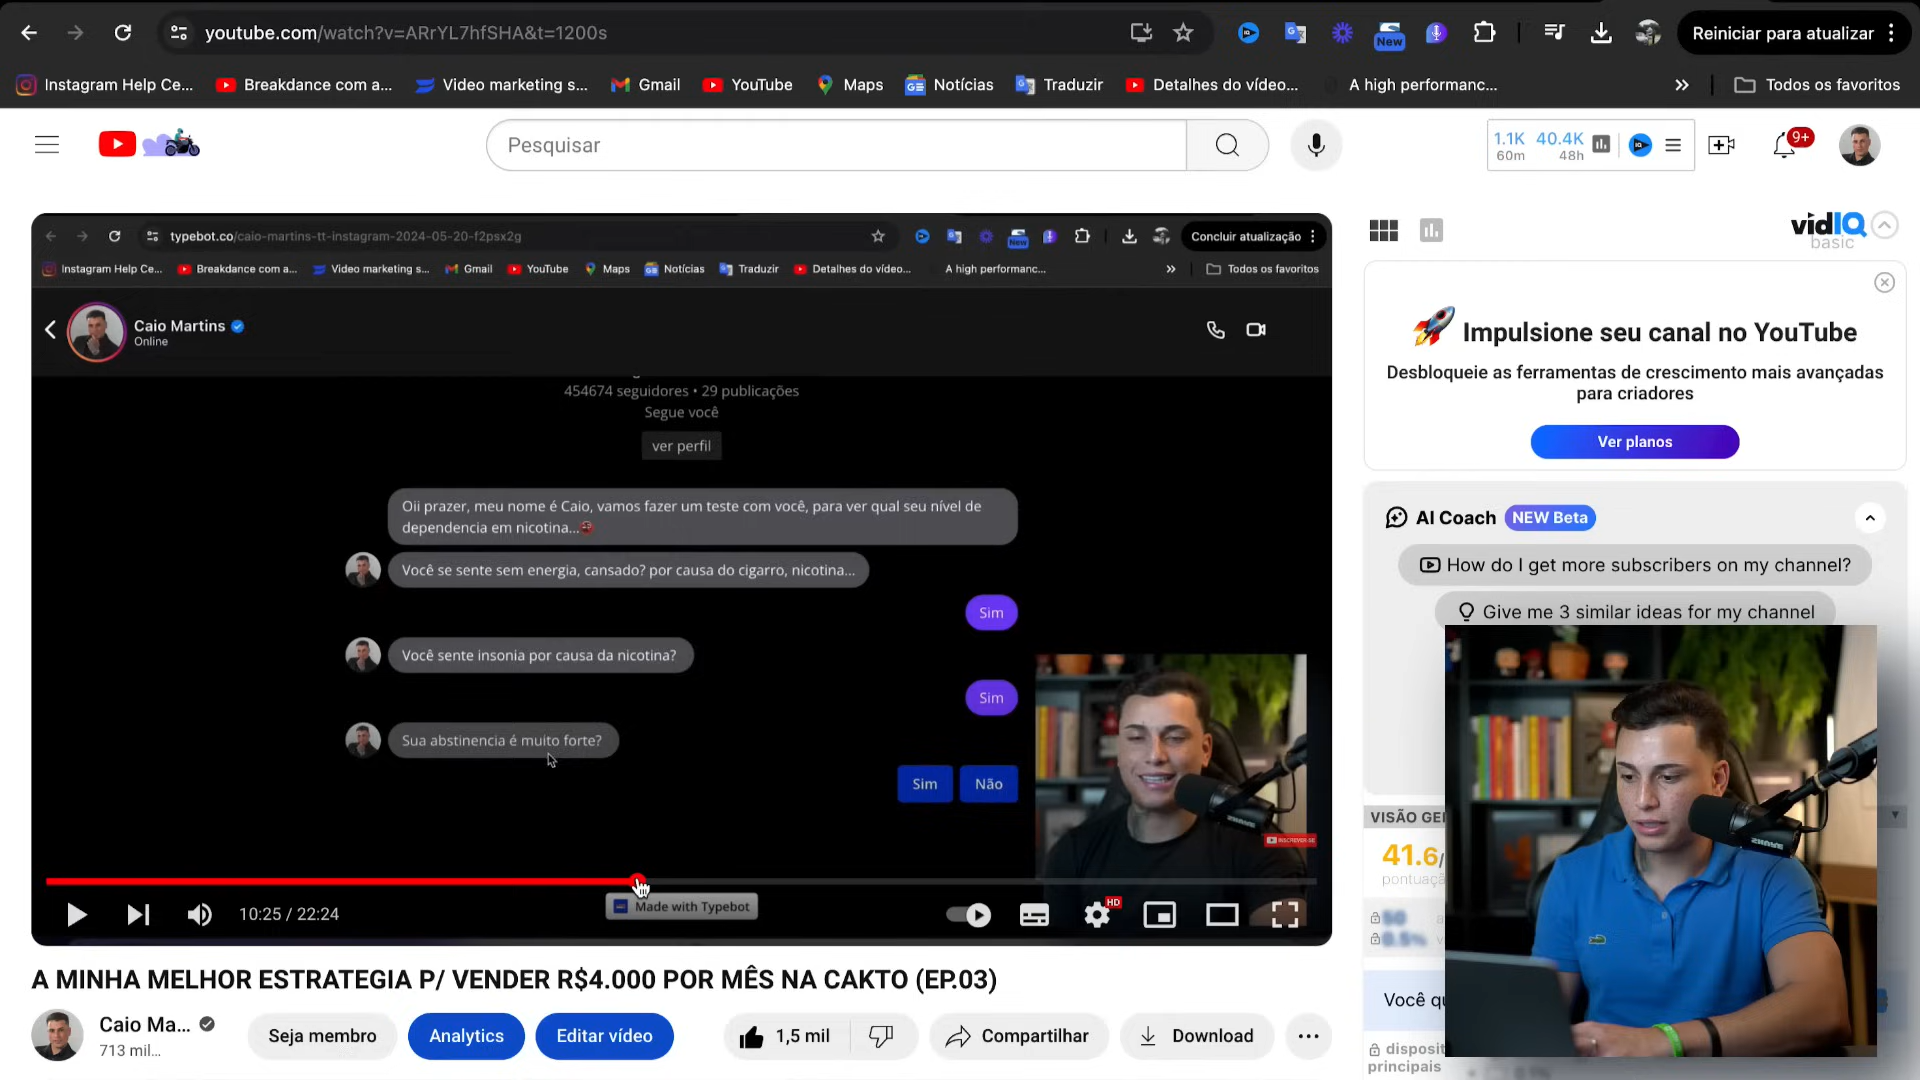 youtube.com/watch?v=ARrYL7hfSHA&t=1200s
New
Reiniciar para atualizar
Instagram Help Ce...
Breakdance com a...
Video marketing s...
Gmail
YouTube
Maps
Notícias
Traduzir
Detalhes do vídeo...
A high performanc...
Todos os favoritos
Pesquisar
1.1K 40.4K
60m 48h
9+
typebot.co/caio-martins-tt-instagram-2024-05-20-f2psx2g
New
Concluir atualização
Instagram Help Ce...
Breakdance com a...
Video marketing s...
Gmail
YouTube
Maps
Notícias
Traduzir
Detalhes do vídeo...
A high performanc...
Todos os favoritos
Caio Martins
Online
454674 seguidores • 29 publicações
Segue você
ver perfil
Oii prazer, meu nome é Caio, vamos fazer um teste com você, para ver qual seu nível de
dependencia em nicotina...
Você se sente sem energia, cansado? por causa do cigarro, nicotina...
Sim
Você sente insonia por causa da nicotina?
Sim
Sua abstinencia é muito forte?
Sim Não
INSCREVER-SE
Made with Typebot
10:25 / 22:24
HD
A MINHA MELHOR ESTRATEGIA P/ VENDER R$4.000 POR MÊS NA CAKTO (EP.03)
Caio Ma...
713 mil...
Seja membro
Analytics
Editar vídeo
1,5 mil
Compartilhar
Download
vidIQ
basic
Impulsione seu canal no YouTube
Desbloqueie as ferramentas de crescimento mais avançadas
para criadores
Ver planos
AI Coach NEW Beta
How do I get more subscribers on my channel?
Give me 3 similar ideas for my channel
VISÃO GE
41.6/
pontuaçã
Você qu
disposit
principais